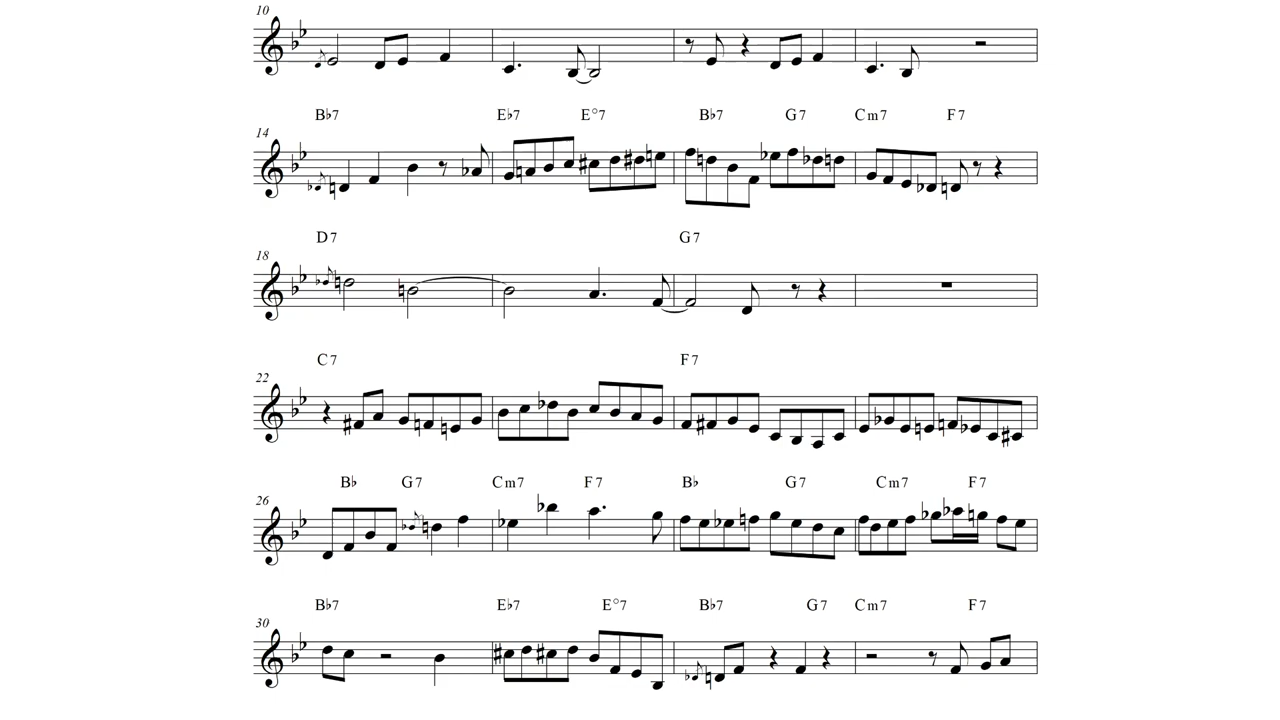 10
B♭7 E♭7 E°7 B♭7 G7 Cm7 F7
14
D7 G7
18
C7 F7
22
B♭ G7 Cm7 F7 B♭ G7 Cm7 F7
26
B♭7 E♭7 E°7 B♭7 G7 Cm7 F7
30